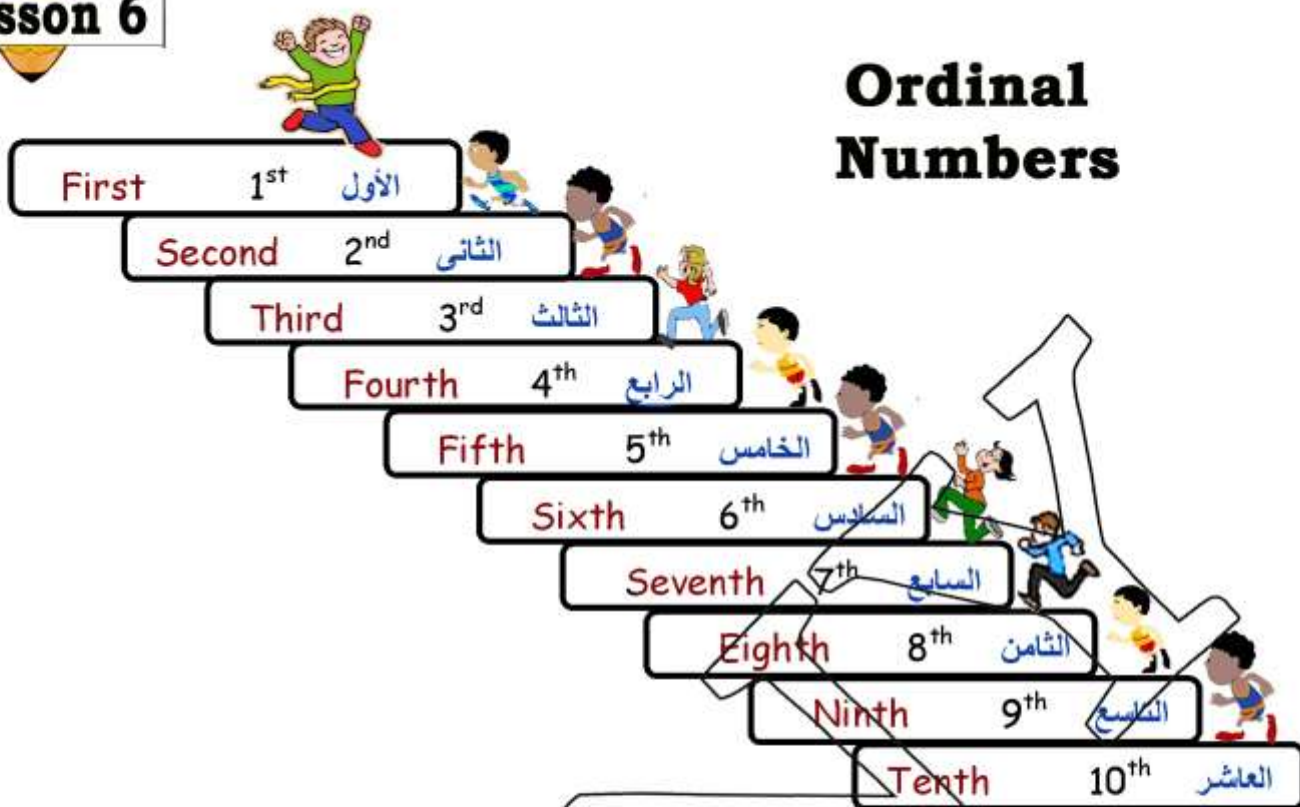 sson 6
Ordinal
Numbers
First 1st الأول
Second 2nd الثانى
Third 3rd الثالث
Fourth 4th الرابع
Fifth 5th الخامس
Sixth 6th السادس
Seventh 7th السابع
Eighth 8th الثامن
Ninth 9th التاسع
Tenth 10th العاشر